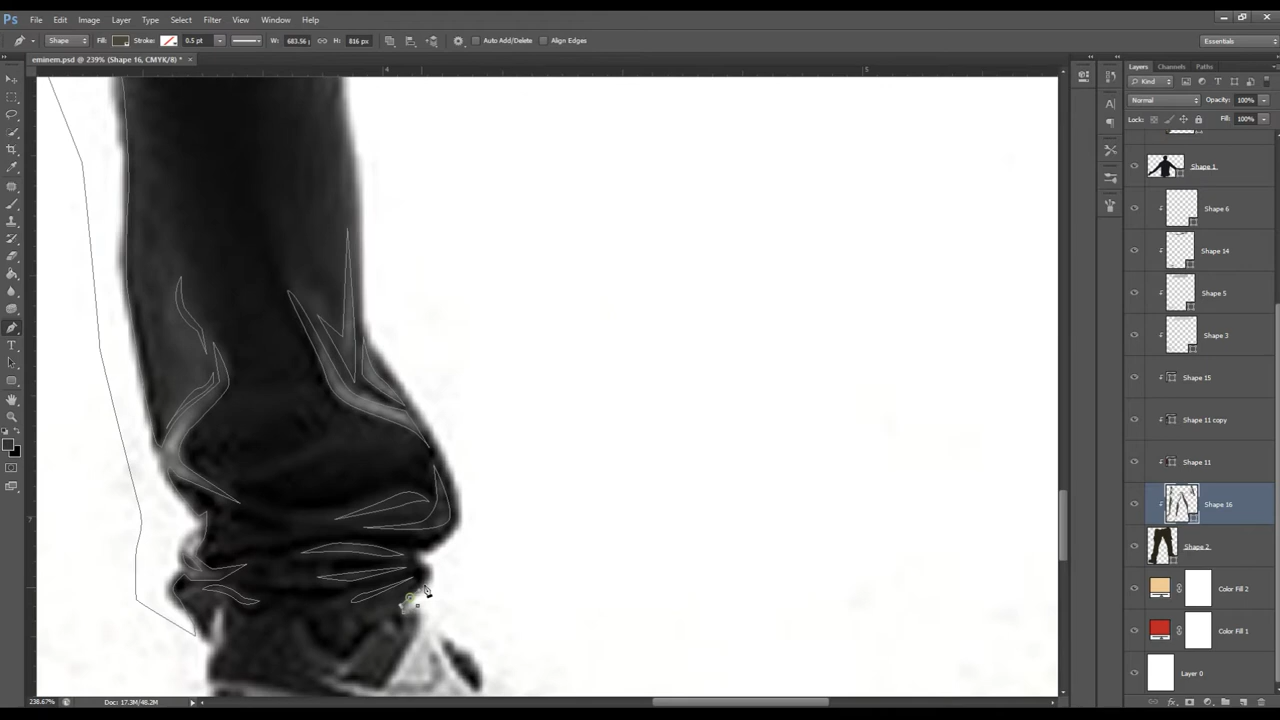 Ps File Edit Image Layer Type Select Filter View Window Help
Shape Fill: Stroke: 0.5 pt W: 683.56 816 px Auto Add/Delete Align Edges Essentials
eminem.psd @ 239% (Shape 16, CMYK/8) * ×
4 5
7
Layers Channels Paths
Kind
Normal Opacity: 100%
Lock: Fill: 100%
Shape 1
Shape 6
Shape 14
Shape 5
Shape 3
Shape 15
Shape 11 copy
Shape 11
Shape 16
Shape 2
Color Fill 2
Color Fill 1
Layer 0
238.67% Doc: 17.3M/48.2M